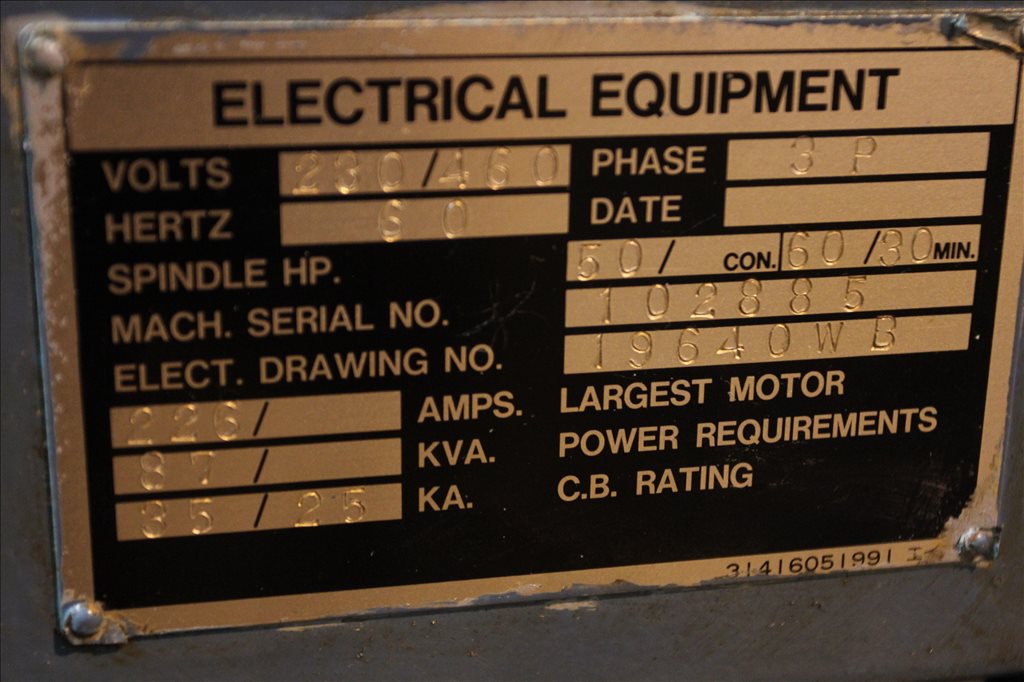 ELECTRICAL EQUIPMENT
VOLTS 230/460 PHASE 3 P
HERTZ 60 DATE
SPINDLE HP. 50/ CON. 60/30 MIN.
MACH. SERIAL NO. 102885
ELECT. DRAWING NO. 19640WB
226/ AMPS. LARGEST MOTOR
87/ KVA. POWER REQUIREMENTS
35/25 KA. C.B. RATING
31416051991 I